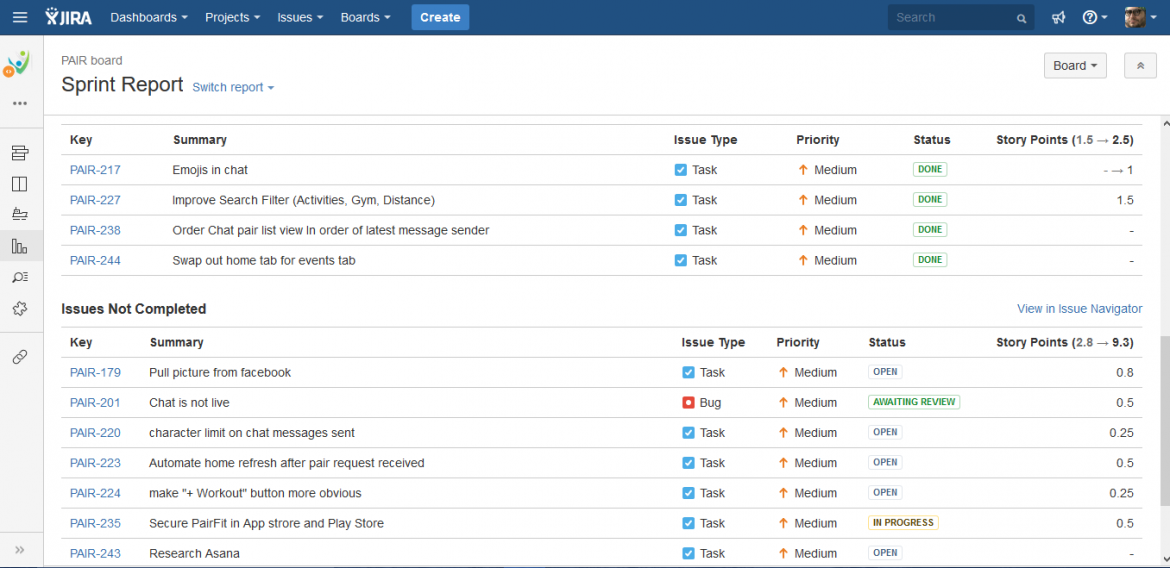 JIRA Dashboards Projects Issues Boards Create Search
PAIR board
Sprint Report Switch report
Board
Key Summary Issue Type Priority Status Story Points (1.5 → 2.5)
PAIR-217 Emojis in chat Task Medium DONE - → 1
PAIR-227 Improve Search Filter (Activities, Gym, Distance) Task Medium DONE 1.5
PAIR-238 Order Chat pair list view In order of latest message sender Task Medium DONE -
PAIR-244 Swap out home tab for events tab Task Medium DONE -
Issues Not Completed View in Issue Navigator
Key Summary Issue Type Priority Status Story Points (2.8 → 9.3)
PAIR-179 Pull picture from facebook Task Medium OPEN 0.8
PAIR-201 Chat is not live Bug Medium AWAITING REVIEW 0.5
PAIR-220 character limit on chat messages sent Task Medium OPEN 0.25
PAIR-223 Automate home refresh after pair request received Task Medium OPEN 0.5
PAIR-224 make "+ Workout" button more obvious Task Medium OPEN 0.25
PAIR-235 Secure PairFit in App strore and Play Store Task Medium IN PROGRESS 0.5
PAIR-243 Research Asana Task Medium OPEN -